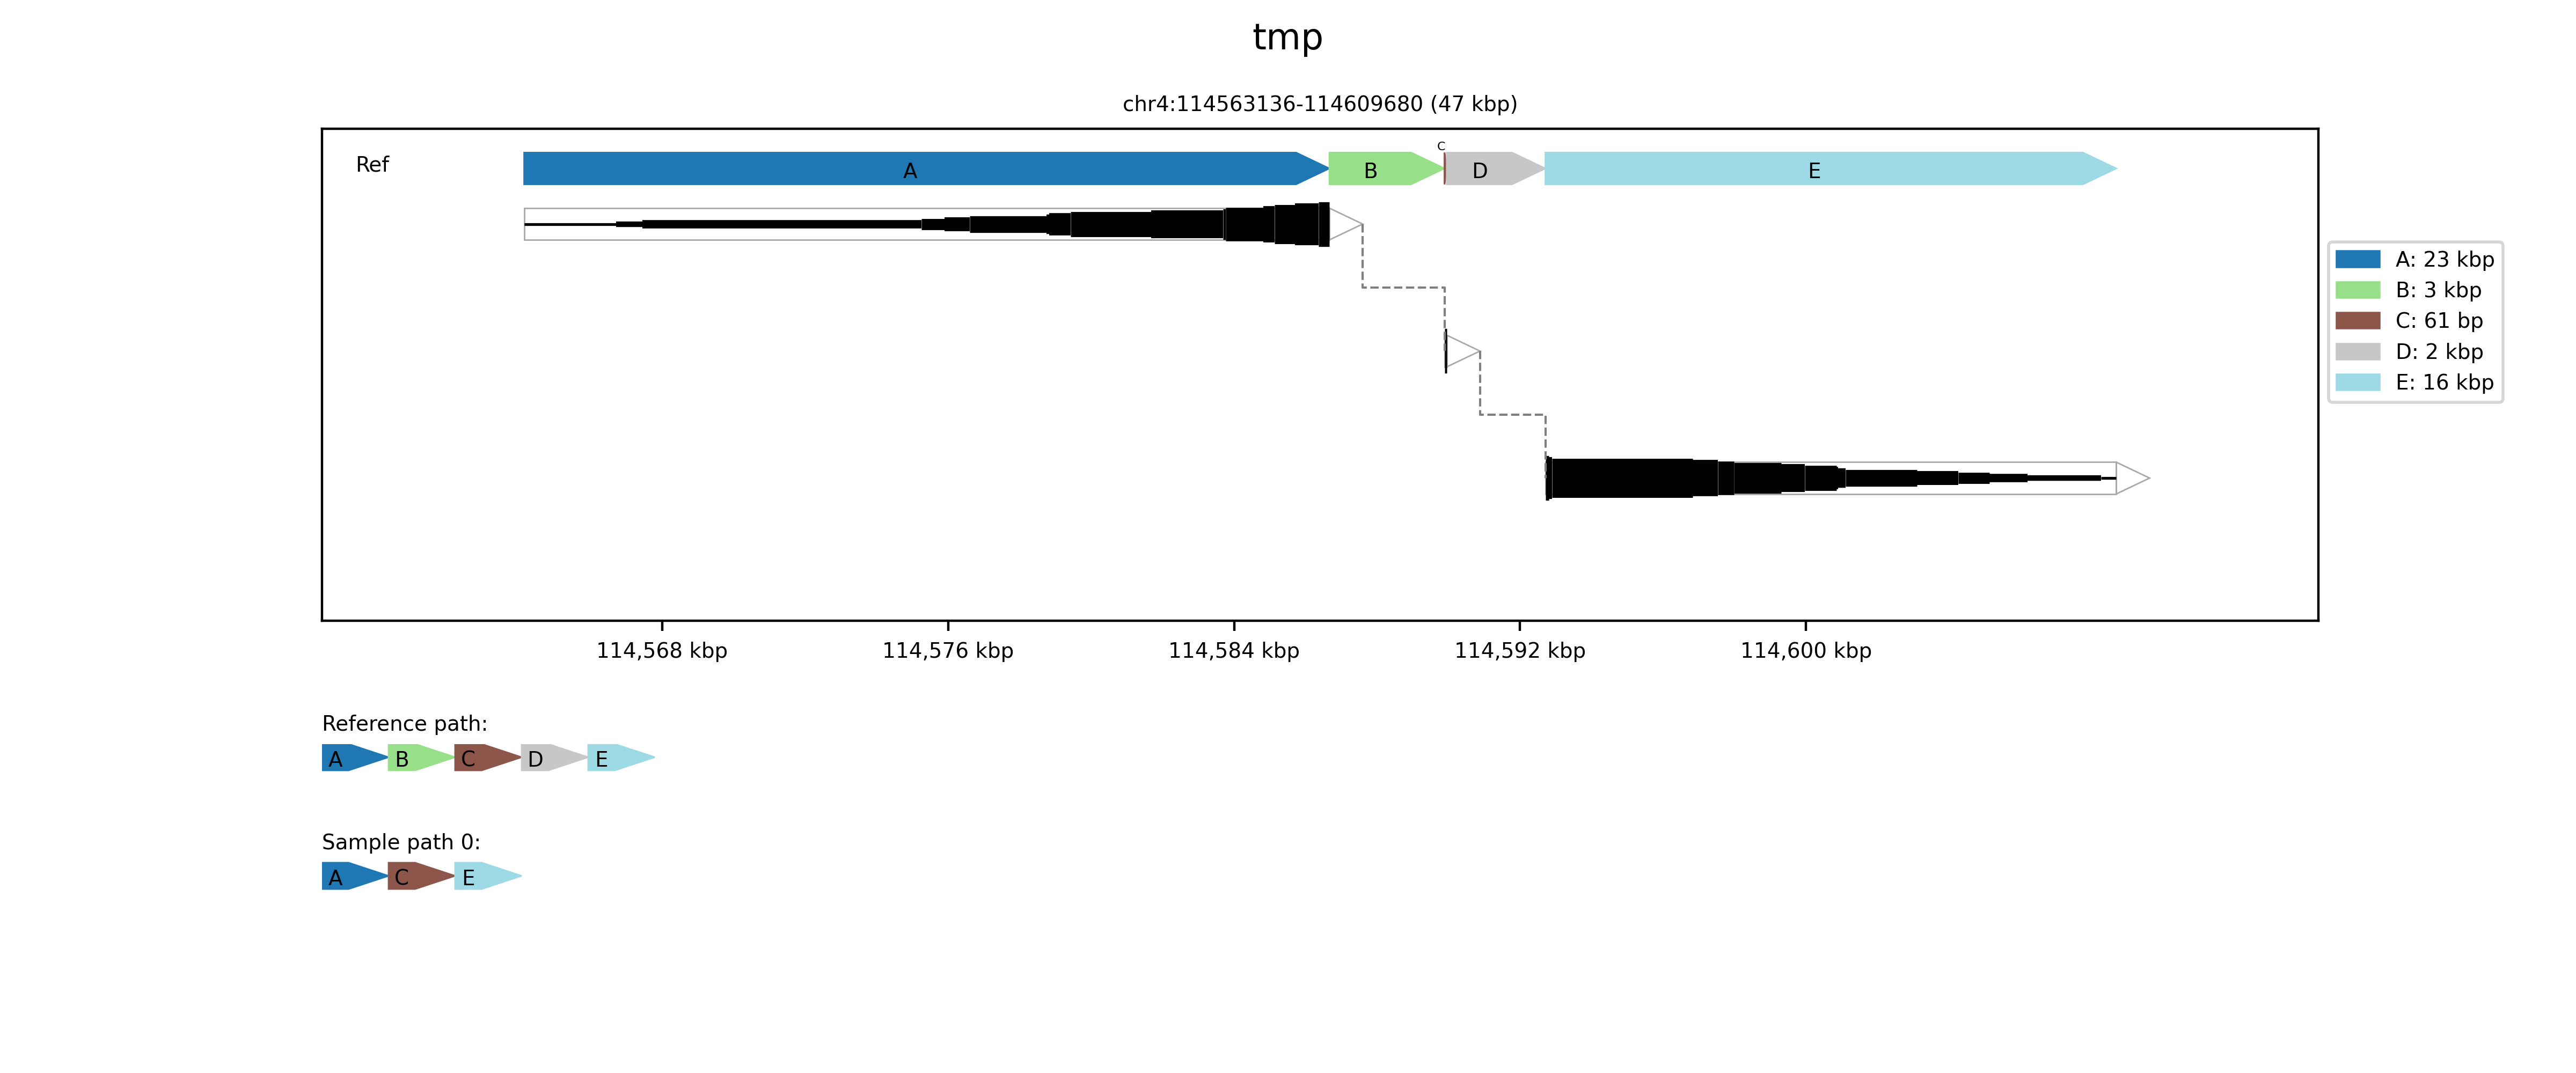 tmp
chr4:114563136-114609680 (47 kbp)
Ref
A
B
C
D
E
A: 23 kbp
B: 3 kbp
C: 61 bp
D: 2 kbp
E: 16 kbp
114,568 kbp
114,576 kbp
114,584 kbp
114,592 kbp
114,600 kbp
Reference path:
A B C D E
Sample path 0:
A C E